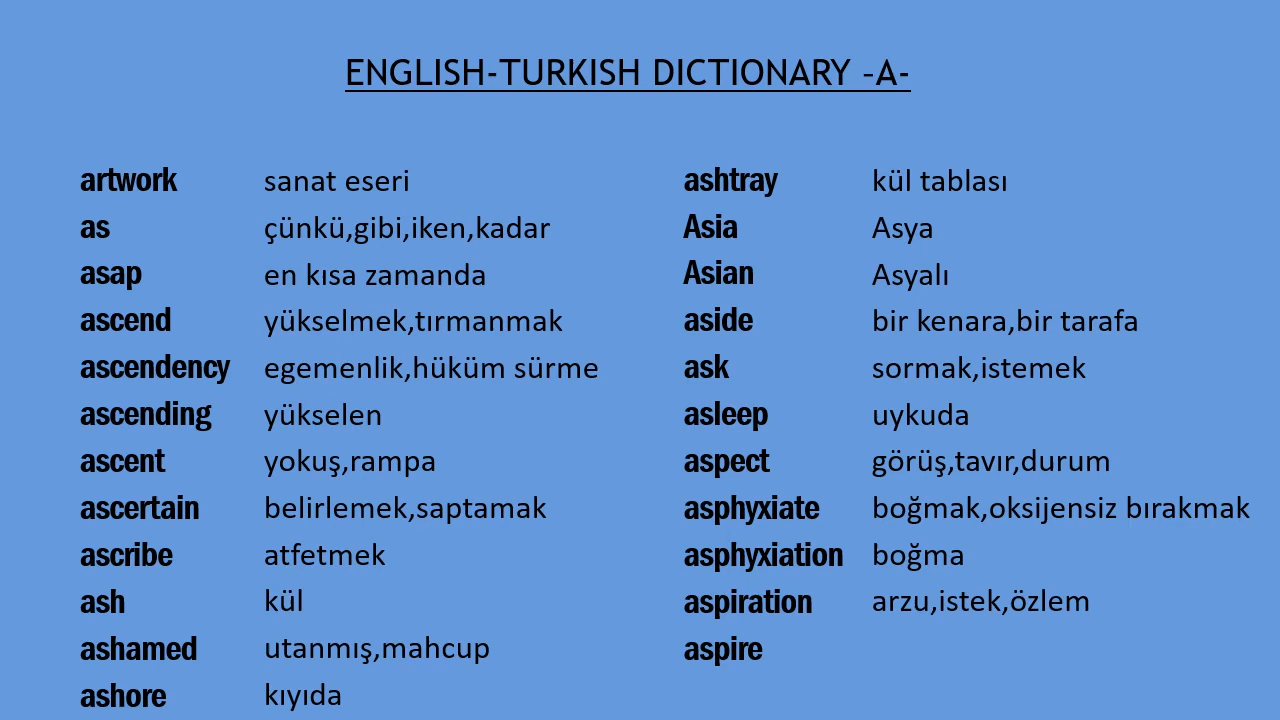 ENGLISH-TURKISH DICTIONARY –A-
artwork sanat eseri
as çünkü,gibi,iken,kadar
asap en kısa zamanda
ascend yükselmek,tırmanmak
ascendency egemenlik,hüküm sürme
ascending yükselen
ascent yokuş,rampa
ascertain belirlemek,saptamak
ascribe atfetmek
ash kül
ashamed utanmış,mahcup
ashore kıyıda
ashtray kül tablası
Asia Asya
Asian Asyalı
aside bir kenara,bir tarafa
ask sormak,istemek
asleep uykuda
aspect görüş,tavır,durum
asphyxiate boğmak,oksijensiz bırakmak
asphyxiation boğma
aspiration arzu,istek,özlem
aspire